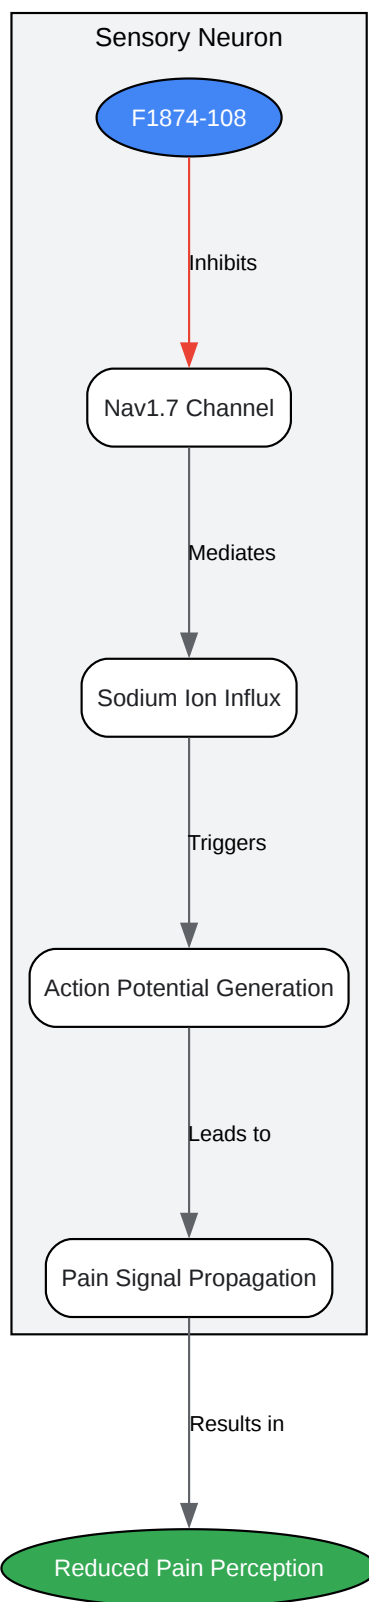 Sensory Neuron
F1874-108
Inhibits
Nav1.7 Channel
Mediates
Sodium Ion Influx
Triggers
Action Potential Generation
Leads to
Pain Signal Propagation
Results in
Reduced Pain Perception